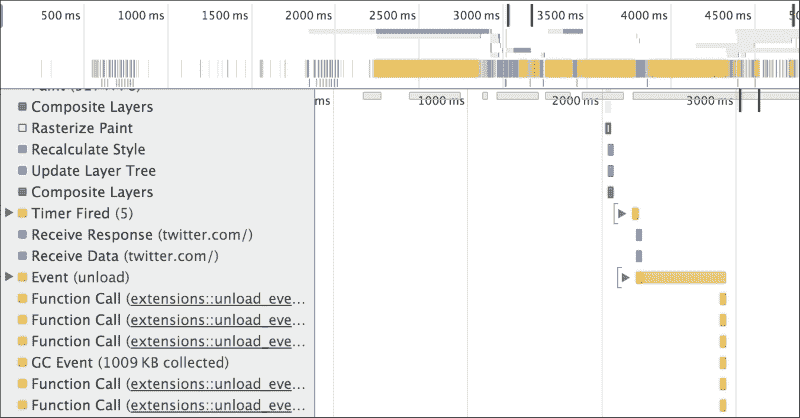 500 ms 1000 ms 1500 ms 2000 ms 2500 ms 3000 ms 3500 ms 4000 ms 4500 ms
Composite Layers
ms 1000 ms 2000 ms 3000 ms
Rasterize Paint
Recalculate Style
Update Layer Tree
Composite Layers
Timer Fired (5)
Receive Response (twitter.com/)
Receive Data (twitter.com/)
Event (unload)
Function Call (extensions::unload_eve...
Function Call (extensions::unload_eve...
Function Call (extensions::unload_eve...
GC Event (1009 KB collected)
Function Call (extensions::unload_eve...
Function Call (extensions::unload_eve...